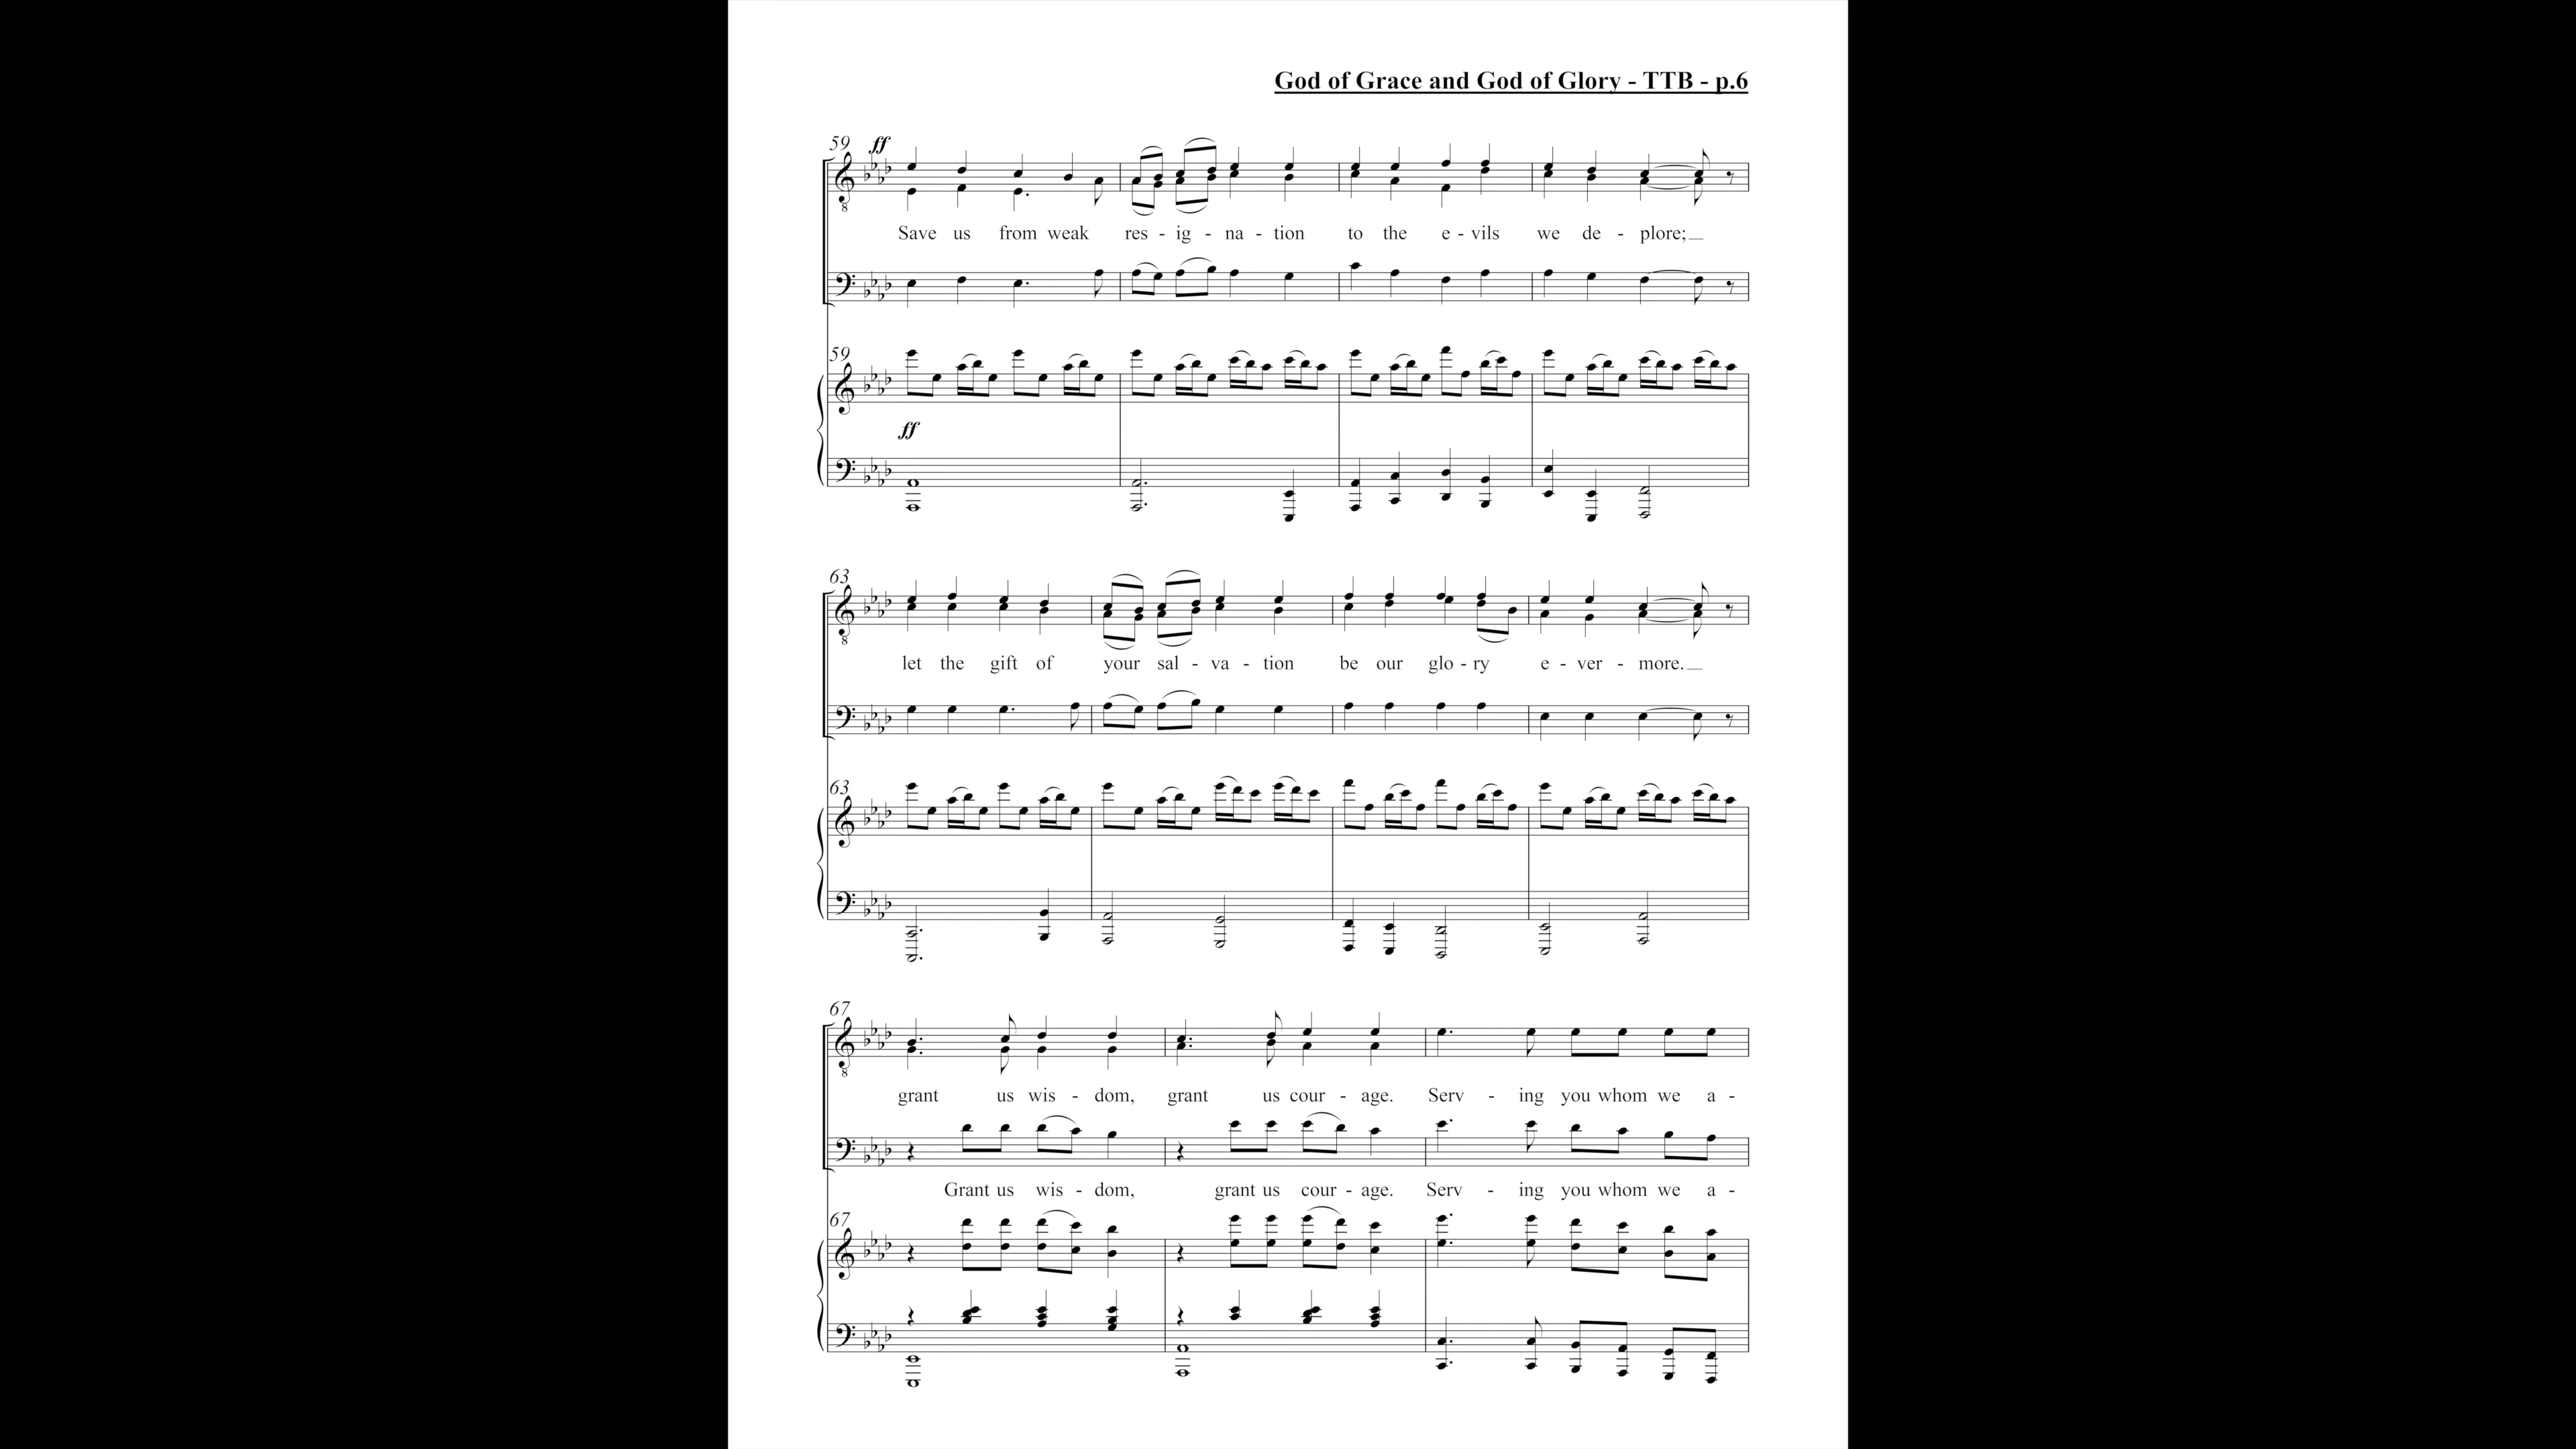 God of Grace and God of Glory - TTB - p.6
59 ff
Save us from weak res - ig - na - tion to the e - vils we de - plore;
59
ff
63
let the gift of your sal - va - tion be our glo - ry e - ver - more.
63
67
grant us wis - dom, grant us cour - age. Serv - ing you whom we a -
Grant us wis - dom, grant us cour - age. Serv - ing you whom we a -
67